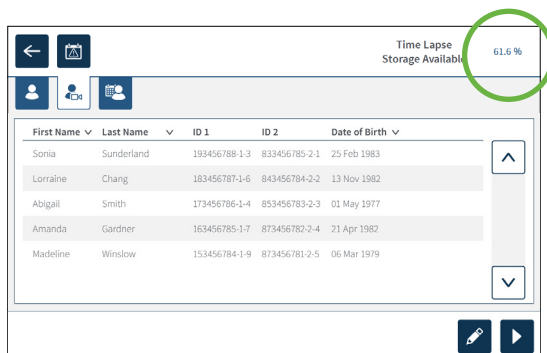 Time Lapse
Storage Available 61.6 %
First Name Last Name ID 1 ID 2 Date of Birth
Sonia Sunderland 193456788-1-3 833456785-2-1 25 Feb 1983
Lorraine Chang 183456787-1-6 843456784-2-2 13 Nov 1982
Abigail Smith 173456786-1-4 853456783-2-3 01 May 1977
Amanda Gardner 163456785-1-7 873456782-2-4 21 Apr 1982
Madeline Winslow 153456784-1-9 873456781-2-5 06 Mar 1979